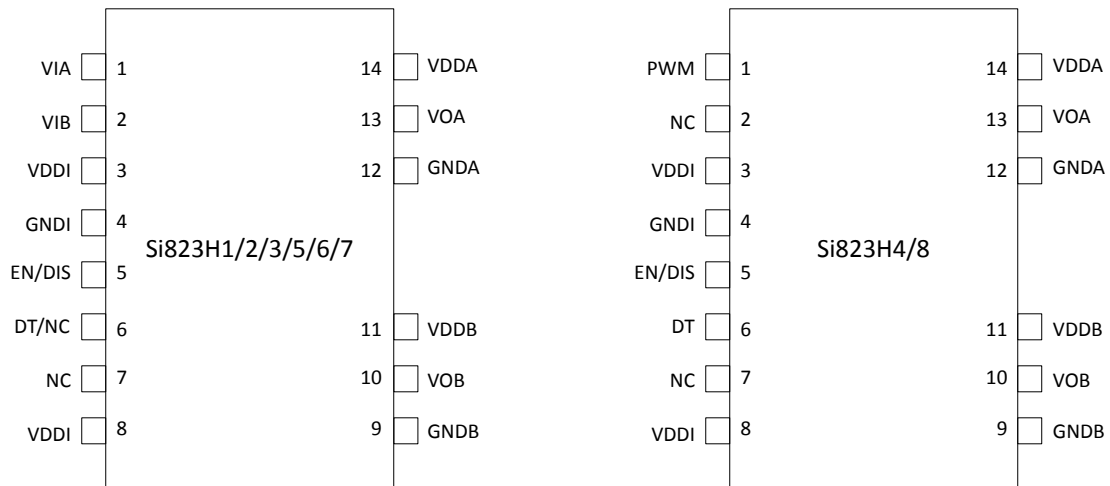 VIA 1 14 VDDA
VIB 2 13 VOA
VDDI 3 12 GNDA
GNDI 4
Si823H1/2/3/5/6/7
EN/DIS 5
DT/NC 6 11 VDDB
NC 7 10 VOB
VDDI 8 9 GNDB
PWM 1 14 VDDA
NC 2 13 VOA
VDDI 3 12 GNDA
GNDI 4
Si823H4/8
EN/DIS 5
DT 6 11 VDDB
NC 7 10 VOB
VDDI 8 9 GNDB